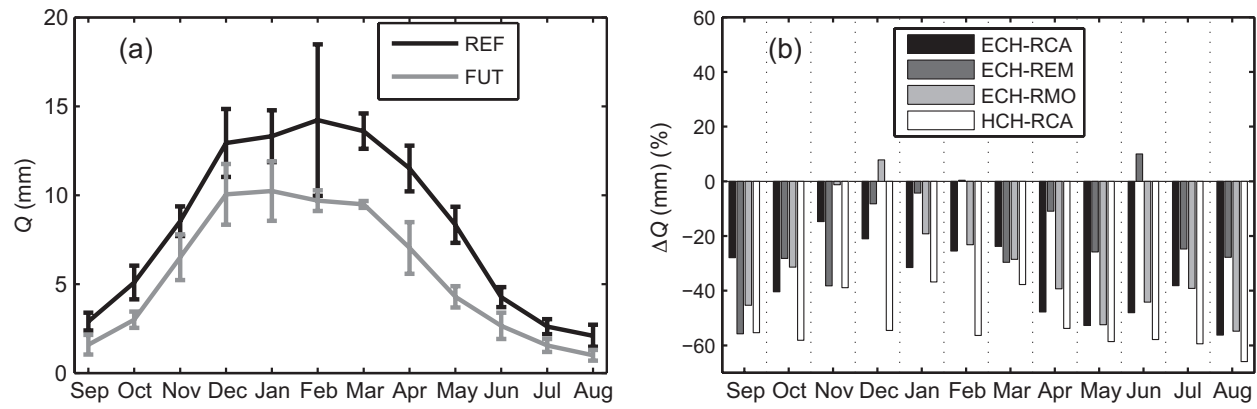 (a)
REF
FUT
Q (mm)
20
15
10
5
0
Sep Oct Nov Dec Jan Feb Mar Apr May Jun Jul Aug
(b)
ECH-RCA
ECH-REM
ECH-RMO
HCH-RCA
ΔQ (mm) (%)
60
40
20
0
−20
−40
−60
Sep Oct Nov Dec Jan Feb Mar Apr May Jun Jul Aug